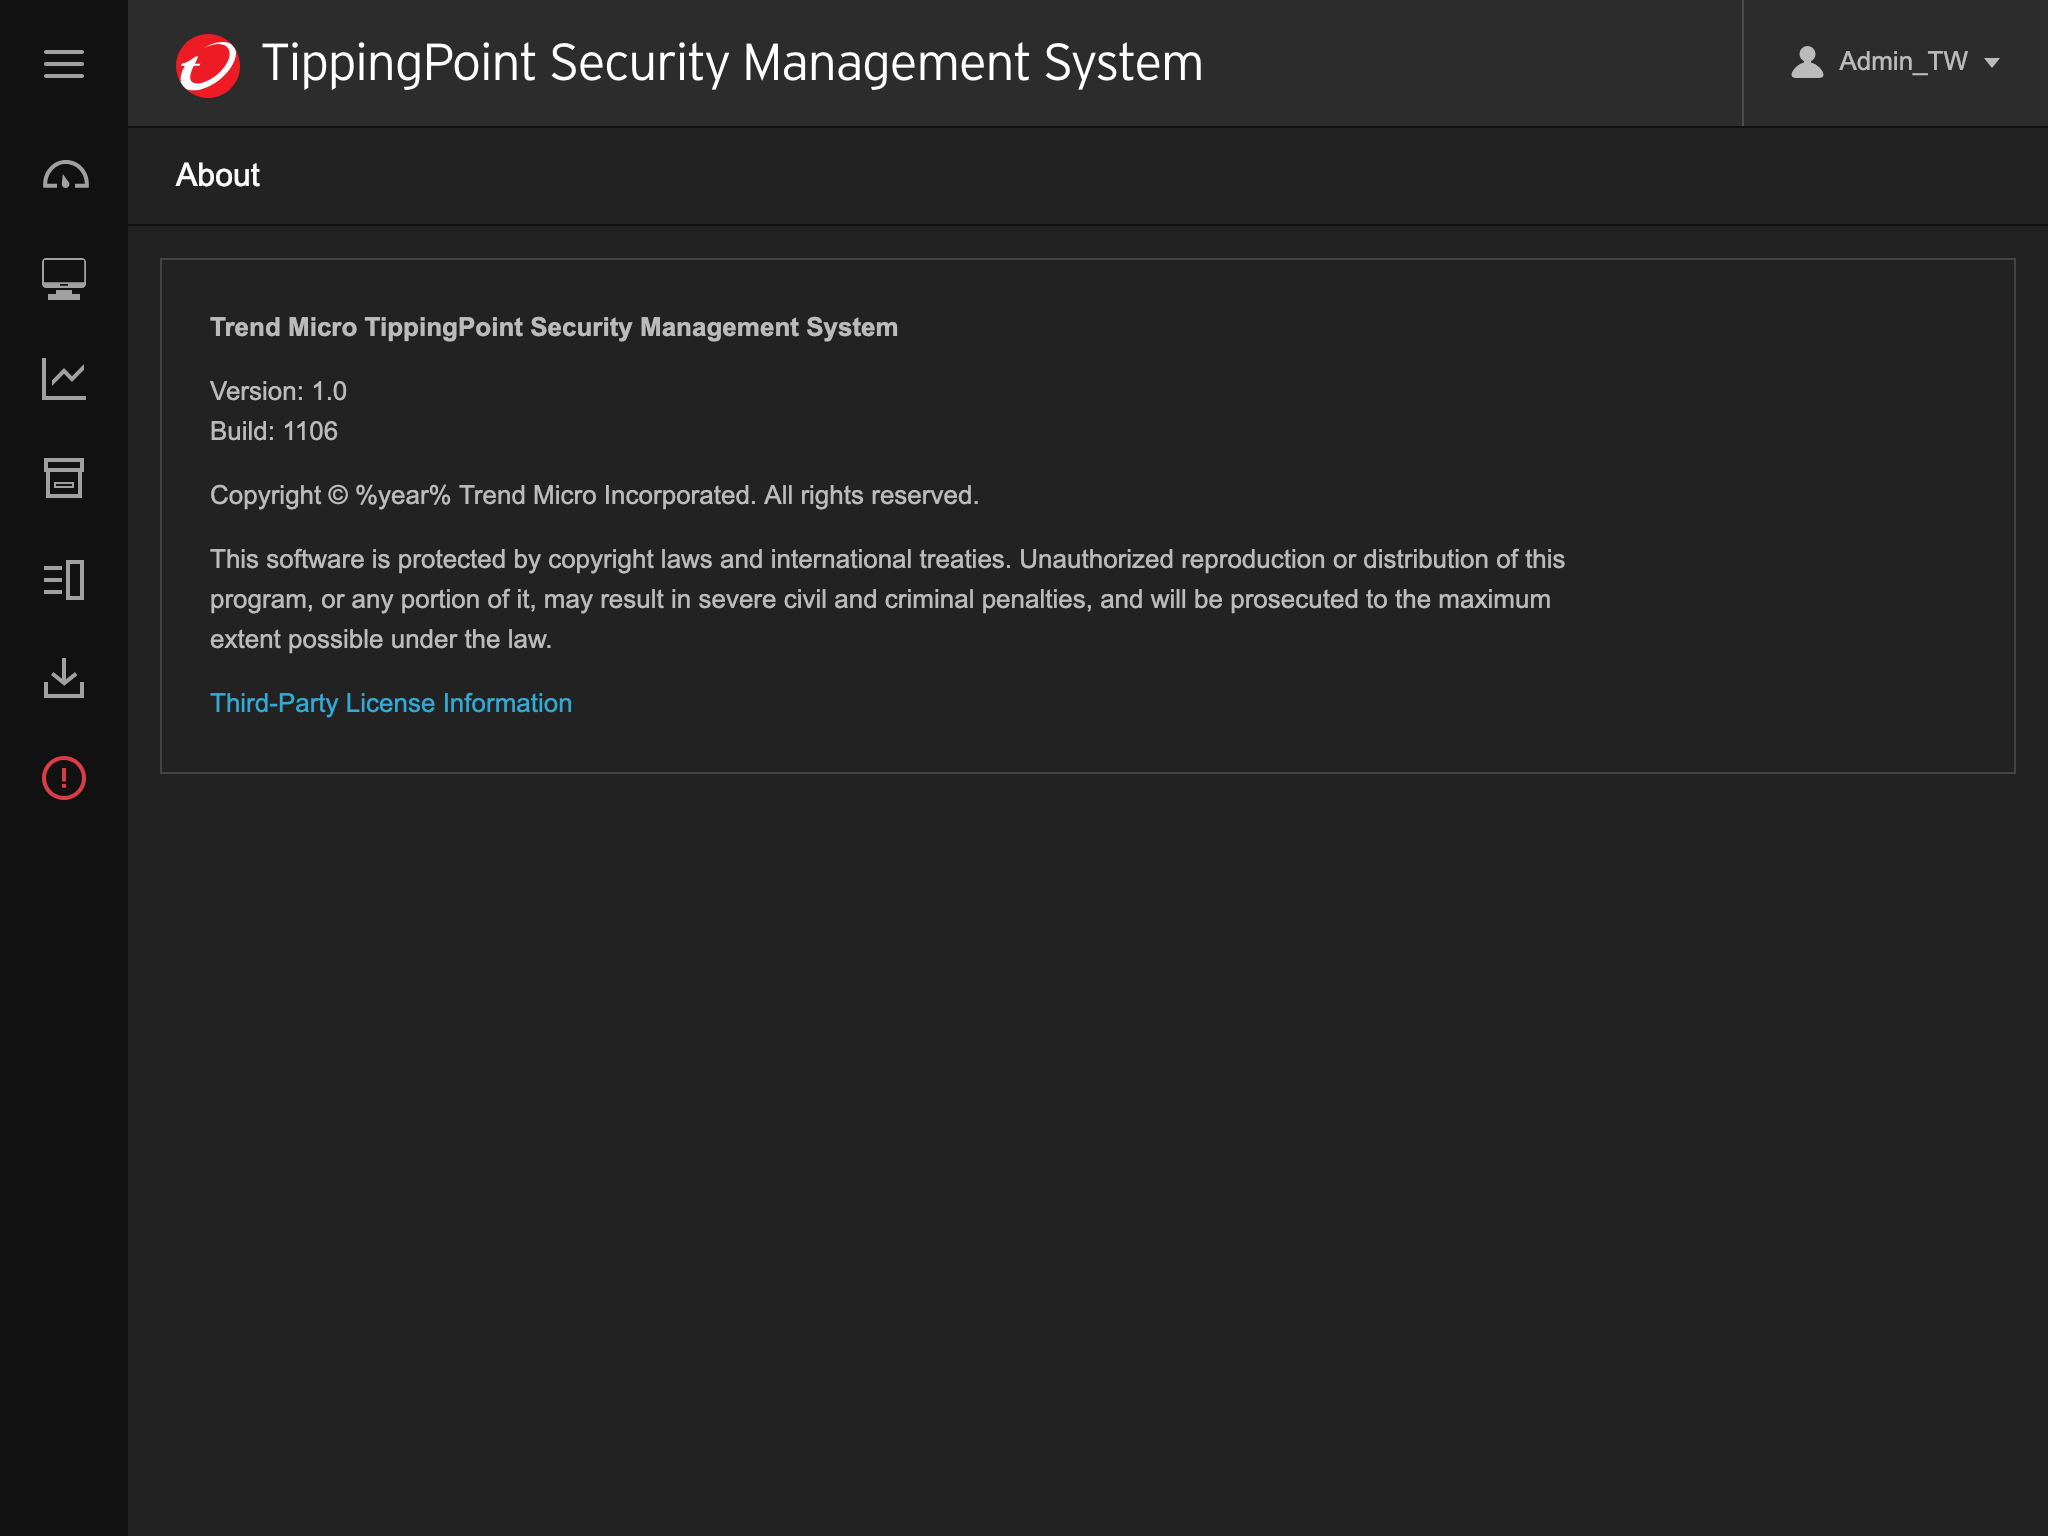 TippingPoint Security Management System
Admin_TW
About
Trend Micro TippingPoint Security Management System
Version: 1.0
Build: 1106
Copyright © %year% Trend Micro Incorporated. All rights reserved.
This software is protected by copyright laws and international treaties. Unauthorized reproduction or distribution of this
program, or any portion of it, may result in severe civil and criminal penalties, and will be prosecuted to the maximum
extent possible under the law.
Third-Party License Information